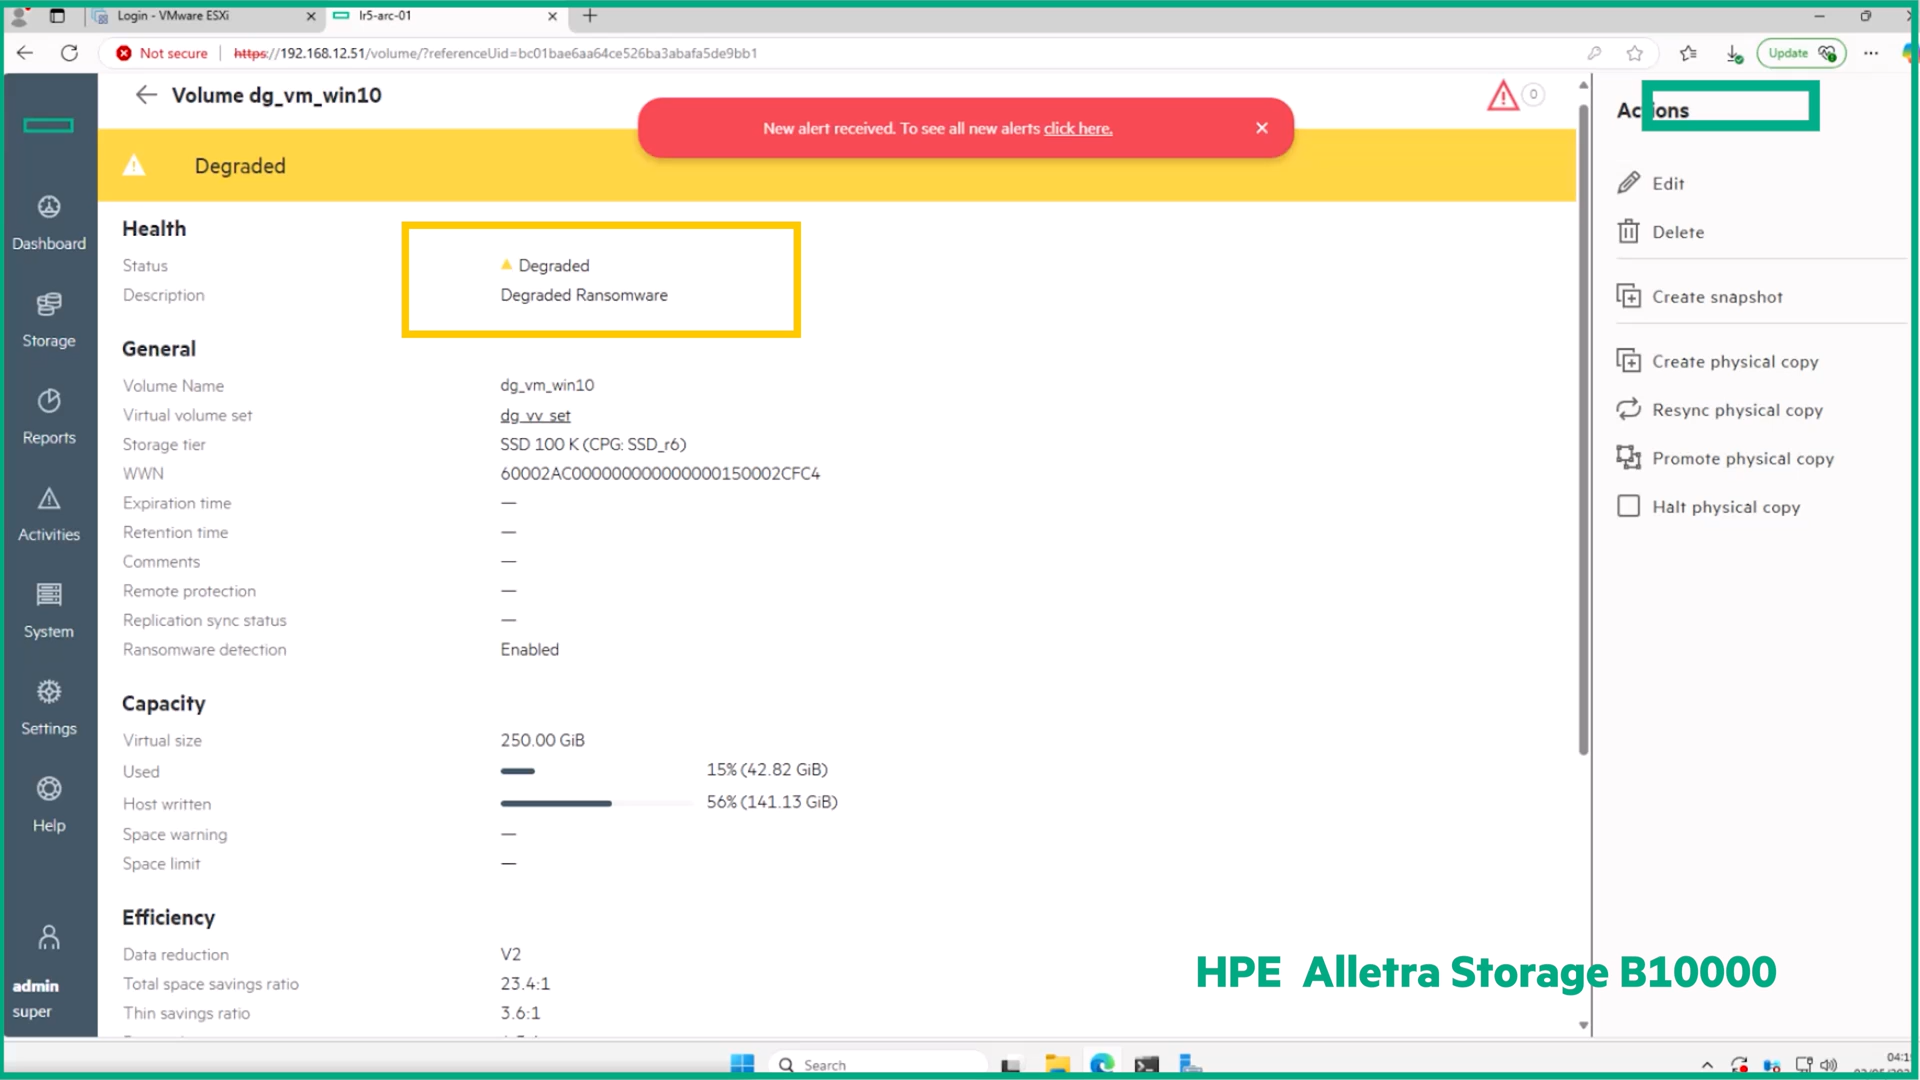 Login - VMware ESXi
lr5-arc-01
Not secure
https://192.168.12.51/volume/?referenceUid=bc01bae6aa64ce526ba3abafa5de9bb1
Update
Volume dg_vm_win10
New alert received. To see all new alerts click here.
0
Degraded
Health
Status
Degraded
Description
Degraded Ransomware
General
Volume Name
dg_vm_win10
Virtual volume set
dg_vv_set
Storage tier
SSD 100 K (CPG: SSD_r6)
WWN
60002AC0000000000000000150002CFC4
Expiration time
—
Retention time
—
Comments
—
Remote protection
—
Replication sync status
—
Ransomware detection
Enabled
Capacity
Virtual size
250.00 GiB
Used
15% (42.82 GiB)
Host written
56% (141.13 GiB)
Space warning
—
Space limit
—
Efficiency
Data reduction
V2
Total space savings ratio
23.4:1
Thin savings ratio
3.6:1
Dashboard
Storage
Reports
Activities
System
Settings
Help
admin
super
Actions
Edit
Delete
Create snapshot
Create physical copy
Resync physical copy
Promote physical copy
Halt physical copy
HPE Alletra Storage B10000
Search